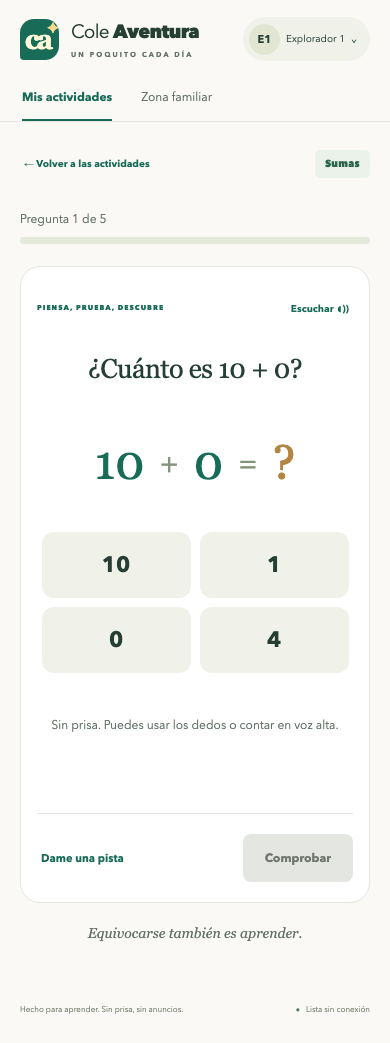 ca
Cole Aventura
UN POQUITO CADA DÍA
E1 Explorador 1
Mis actividades Zona familiar
← Volver a las actividades
Sumas
Pregunta 1 de 5
PIENSA, PRUEBA, DESCUBRE
Escuchar
¿Cuánto es 10 + 0?
10 + 0 = ?
10 1
0 4
Sin prisa. Puedes usar los dedos o contar en voz alta.
Dame una pista
Comprobar
Equivocarse también es aprender.
Hecho para aprender. Sin prisa, sin anuncios.
• Lista sin conexión